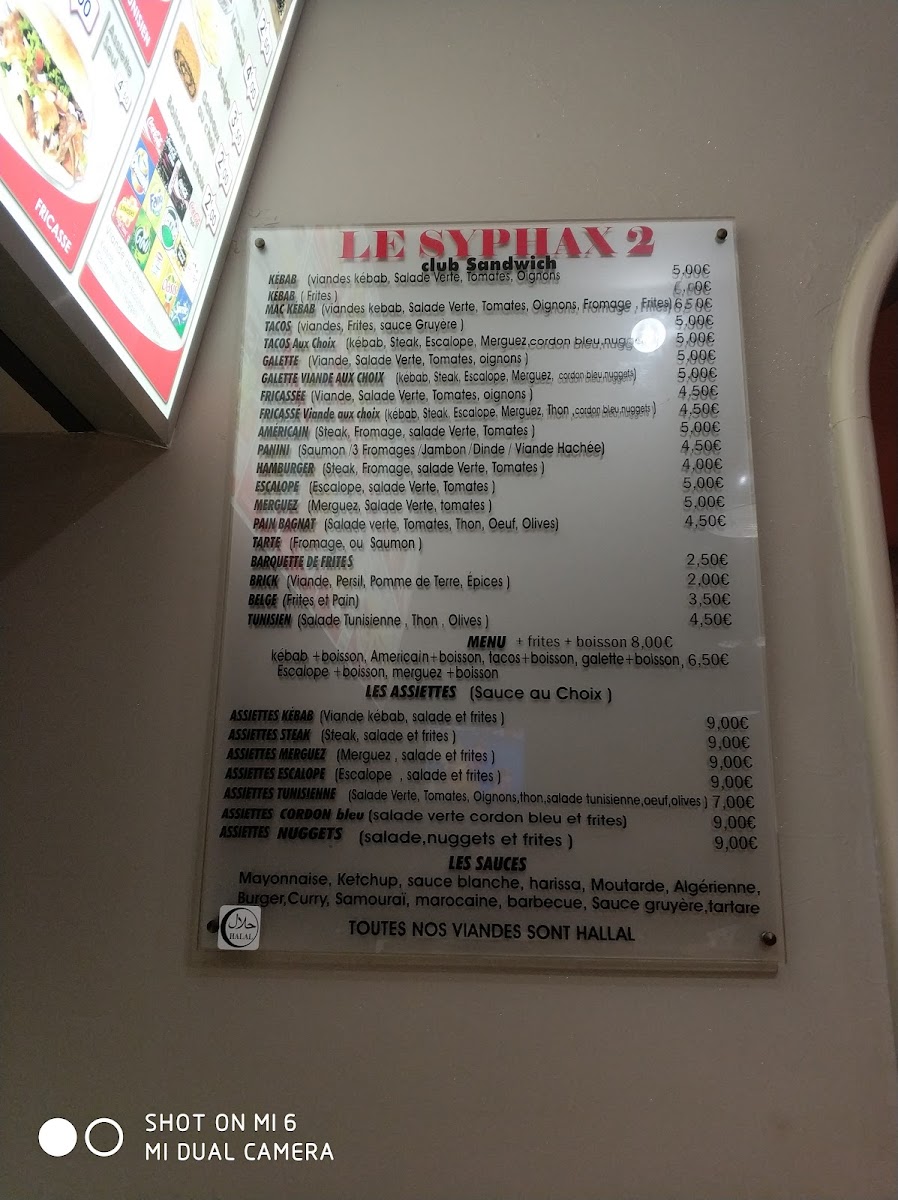 TUNISIEN
FRICASSE
LE SYPHAX 2
club Sandwich
KÉBAB (viandes kébab, Salade Verte, Tomates, Oignons 5,00€
KÉBAB ( Frites )
MAC KÉBAB (viandes kebab, Salade Verte, Tomates, Oignons, Fromage , Frites) 6,50€
TACOS (viandes, Frites, sauce Gruyère ) 5,00€
TACOS Aux Choix (kébab, Steak, Escalope, Merguez,cordon bleu, 5,00€
GALETTE (Viande, Salade Verte, Tomates, oignons ) 5,00€
GALETTE VIANDE AUX CHOIX (kebab, Steak, Escalope, Merguez, cordon bleu,nuggets) 5,00€
FRICASSÉE (Viande, Salade Verte, Tomates, oignons ) 4,50€
FRICASSÉ Viande aux choix (kébab, Steak, Escalope, Merguez, Thon ,cordon bleu,nuggets ) 4,50€
AMERICAIN (Steak, Fromage, salade Verte, Tomates ) 5,00€
PANINI (Saumon /3 Fromages /Jambon /Dinde / Viande Hachée) 4,50€
HAMBURGER (Steak, Fromage, salade Verte, Tomates ) 4,00€
ESCALOPE (Escalope, salade Verte, tomates ) 5,00€
MERGUEZ (Merguez, Salade Verte, tomates ) 5,00€
PAIN BAGNAT (Salade verte, Tomates, Thon, Oeuf, Olives) 4,50€
TARTE (Fromage, ou Saumon )
BARQUETTE DE FRITES 2,50€
BRICK (Viande, Persil, Pomme de Terre, Épices ) 2,00€
BELGE (Frites et Pain) 3,50€
TUNISIEN (Salade Tunisienne , Thon , Olives ) 4,50€
MENU + frites + boisson 8,00€
kébab +boisson, Americain+boisson, tacos+boisson, galette+boisson, 6,50€
Escalope +boisson, merguez +boisson
LES ASSIETTES (Sauce au Choix )
ASSIETTES KÉBAB (Viande kébab, salade et frites ) 9,00€
ASSIETTES STEAK (Steak, salade et frites ) 9,00€
ASSIETTES MERGUEZ (Merguez , salade et frites ) 9,00€
ASSIETTES ESCALOPE (Escalope , salade et frites ) 9,00€
ASSIETTES TUNISIENNE (Salade Verte, Tomates, Oignons,thon,salade tunisienne,oeuf,olives ) 7,00€
ASSIETTES CORDON bleu (salade verte cordon bleu et frites) 9,00€
ASSIETTES NUGGETS (salade,nuggets et frites ) 9,00€
LES SAUCES
Mayonnaise, Ketchup, sauce blanche, harissa, Moutarde, Algérienne,
Burger,Curry, Samouraï, marocaine, barbecue, Sauce gruyère,tartare
حلال
HALAL
TOUTES NOS VIANDES SONT HALLAL
SHOT ON MI 6
MI DUAL CAMERA